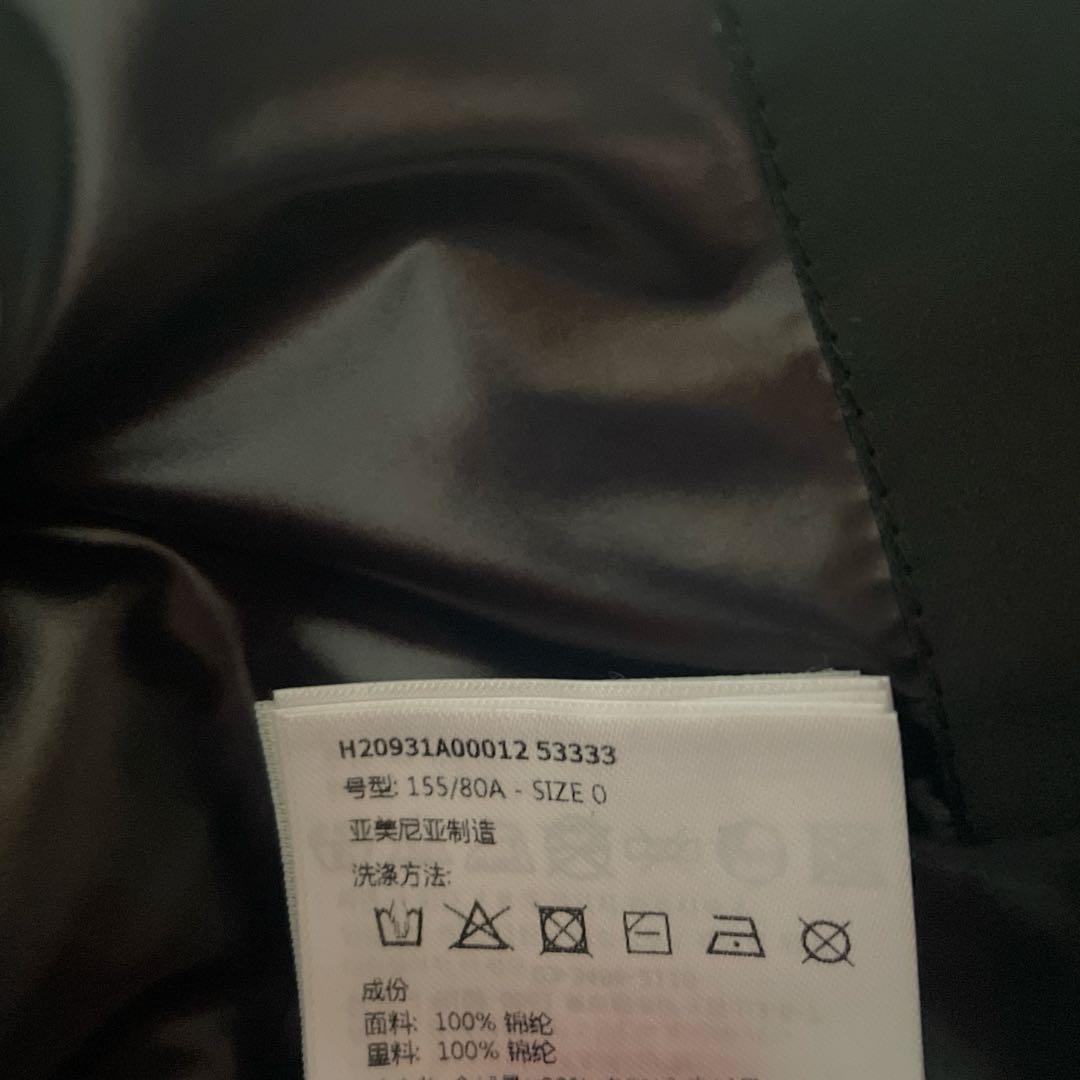 H20931A00012 53333
号型: 155/80A - SIZE 0
亚美尼亚制造
洗涤方法:
成份
面料: 100% 锦纶
里料: 100% 锦纶